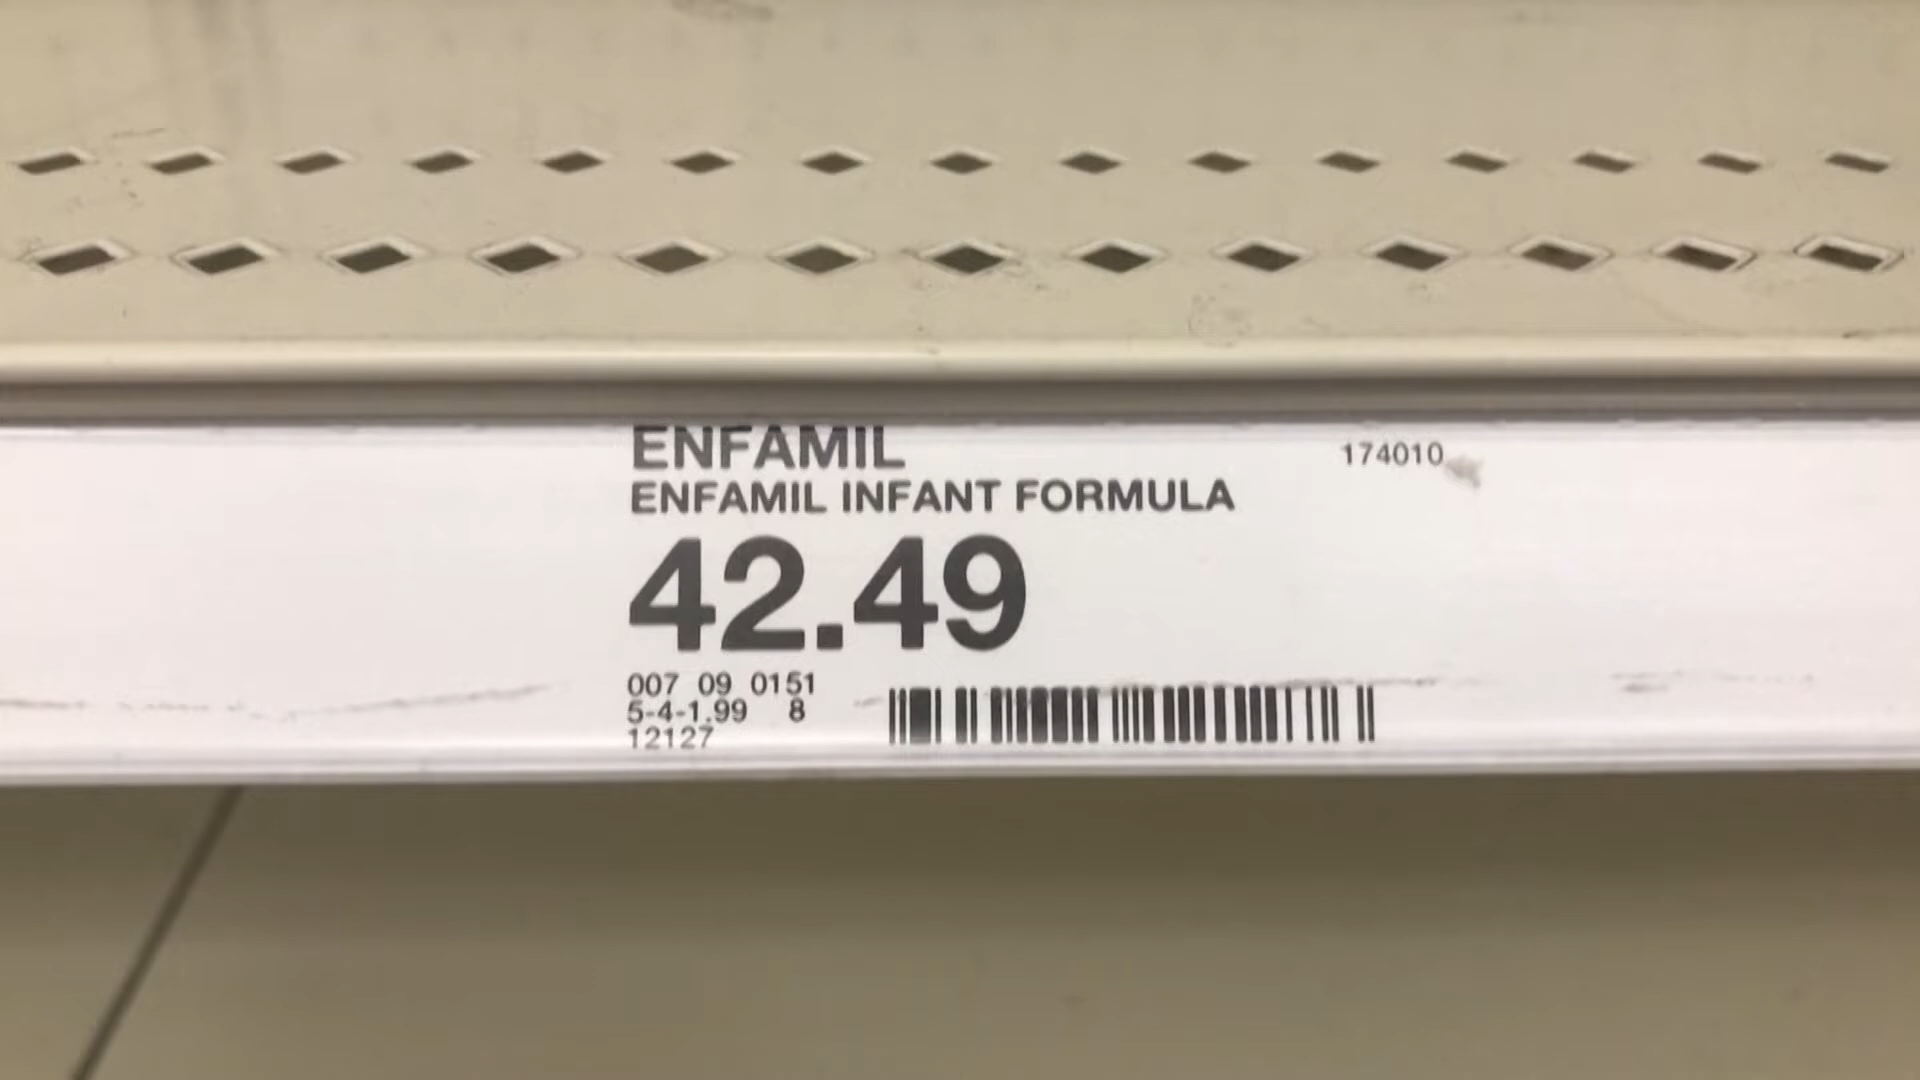 ENFAMIL
174010
ENFAMIL INFANT FORMULA
42.49
007 09 0151
5-4-1.99 8
12127